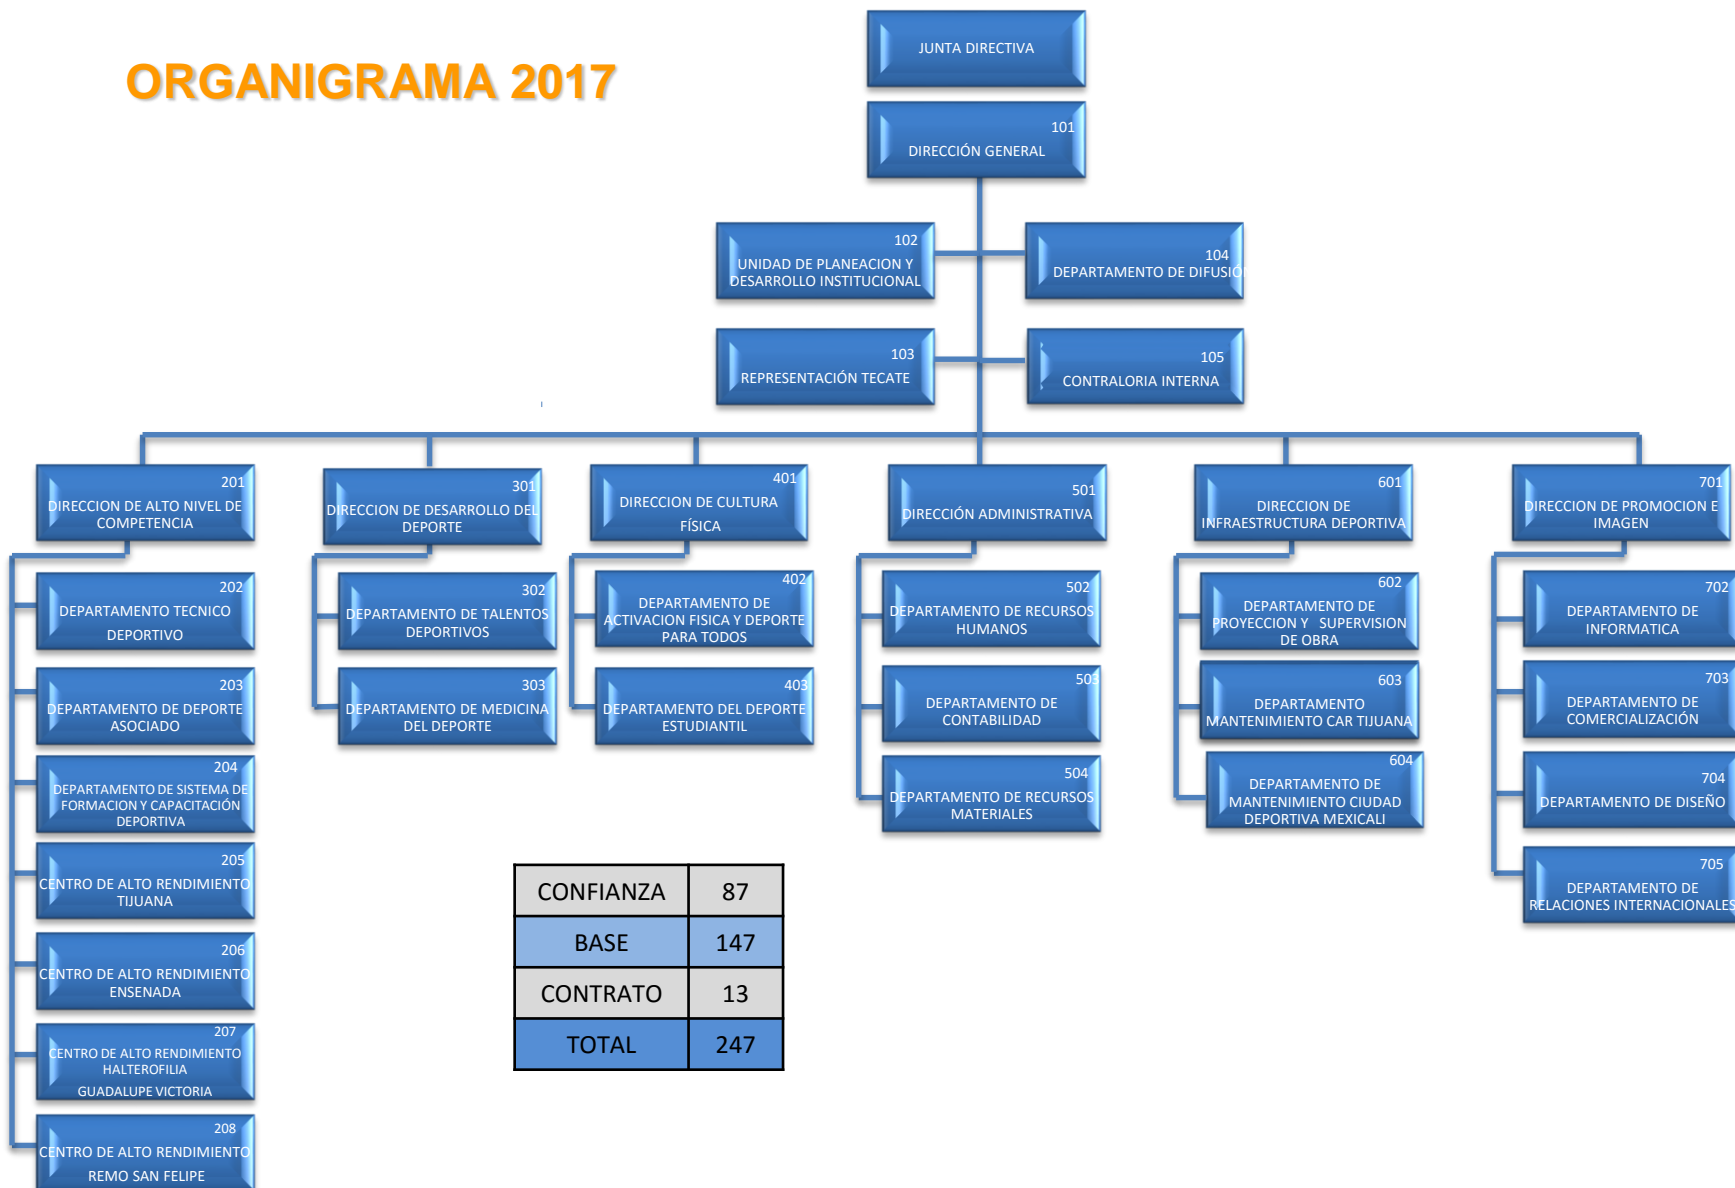 ORGANIGRAMA 2017
JUNTA DIRECTIVA
101
DIRECCIÓN GENERAL
102
UNIDAD DE PLANEACION Y
DESARROLLO INSTITUCIONAL
104
DEPARTAMENTO DE DIFUSIÓN
103
REPRESENTACIÓN TECATE
105
CONTRALORIA INTERNA
201
DIRECCION DE ALTO NIVEL DE
COMPETENCIA
202
DEPARTAMENTO TECNICO
DEPORTIVO
203
DEPARTAMENTO DE DEPORTE
ASOCIADO
204
DEPARTAMENTO DE SISTEMA DE
FORMACION Y CAPACITACIÓN
DEPORTIVA
205
CENTRO DE ALTO RENDIMIENTO
TIJUANA
206
CENTRO DE ALTO RENDIMIENTO
ENSENADA
207
CENTRO DE ALTO RENDIMIENTO
HALTEROFILIA
GUADALUPE VICTORIA
208
CENTRO DE ALTO RENDIMIENTO
REMO SAN FELIPE
301
DIRECCION DE DESARROLLO DEL
DEPORTE
302
DEPARTAMENTO DE TALENTOS
DEPORTIVOS
303
DEPARTAMENTO DE MEDICINA
DEL DEPORTE
401
DIRECCION DE CULTURA
FÍSICA
402
DEPARTAMENTO DE
ACTIVACION FISICA Y DEPORTE
PARA TODOS
403
DEPARTAMENTO DEL DEPORTE
ESTUDIANTIL
501
DIRECCIÓN ADMINISTRATIVA
502
DEPARTAMENTO DE RECURSOS
HUMANOS
503
DEPARTAMENTO DE
CONTABILIDAD
504
DEPARTAMENTO DE RECURSOS
MATERIALES
601
DIRECCION DE
INFRAESTRUCTURA DEPORTIVA
602
DEPARTAMENTO DE
PROYECCION Y SUPERVISION
DE OBRA
603
DEPARTAMENTO
MANTENIMIENTO CAR TIJUANA
604
DEPARTAMENTO DE
MANTENIMIENTO CIUDAD
DEPORTIVA MEXICALI
701
DIRECCION DE PROMOCION E
IMAGEN
702
DEPARTAMENTO DE
INFORMATICA
703
DEPARTAMENTO DE
COMERCIALIZACIÓN
704
DEPARTAMENTO DE DISEÑO
705
DEPARTAMENTO DE
RELACIONES INTERNACIONALES
CONFIANZA 87
BASE 147
CONTRATO 13
TOTAL 247